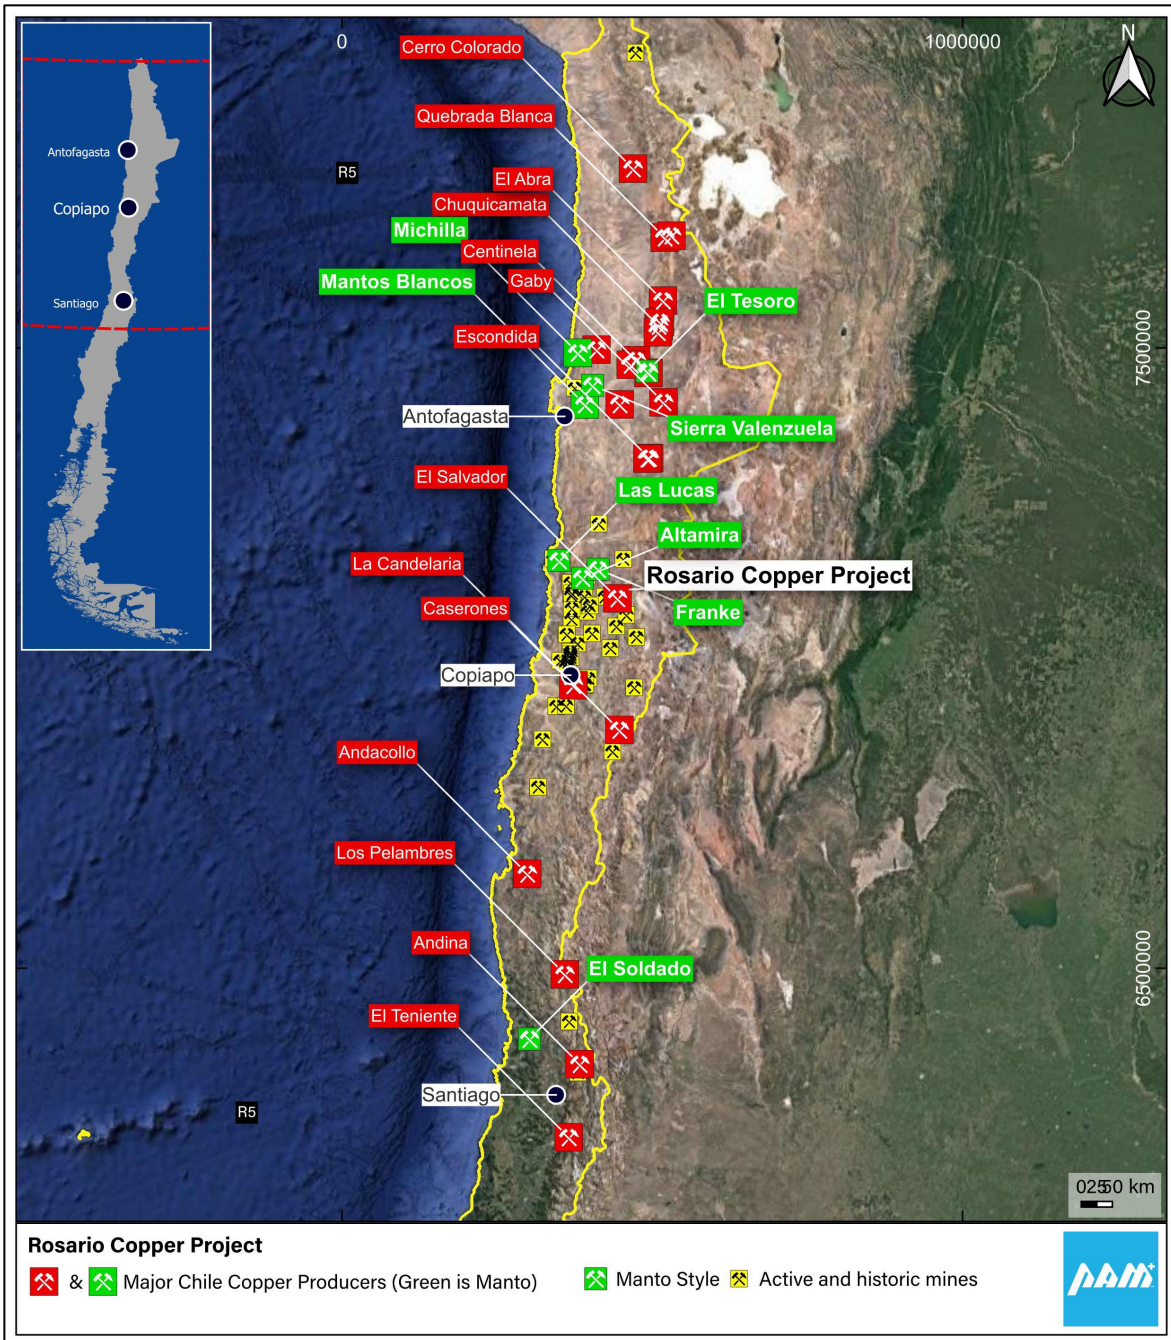 0
1000000
N
Cerro Colorado
Quebrada Blanca
Antofagasta
R5
El Abra
Copiapo
Chuquicamata
Michilla
Centinela
Mantos Blancos
Gaby
El Tesoro
Santiago
Escondida
7500000
Antofagasta
Sierra Valenzuela
El Salvador
Las Lucas
Altamira
La Candelaria
Rosario Copper Project
Caserones
Franke
Copiapo
Andacollo
Los Pelambres
Andina
El Soldado
6500000
El Teniente
Santiago
R5
02550 km
Rosario Copper Project
& Major Chile Copper Producers (Green is Manto)
Manto Style
Active and historic mines
PAM+